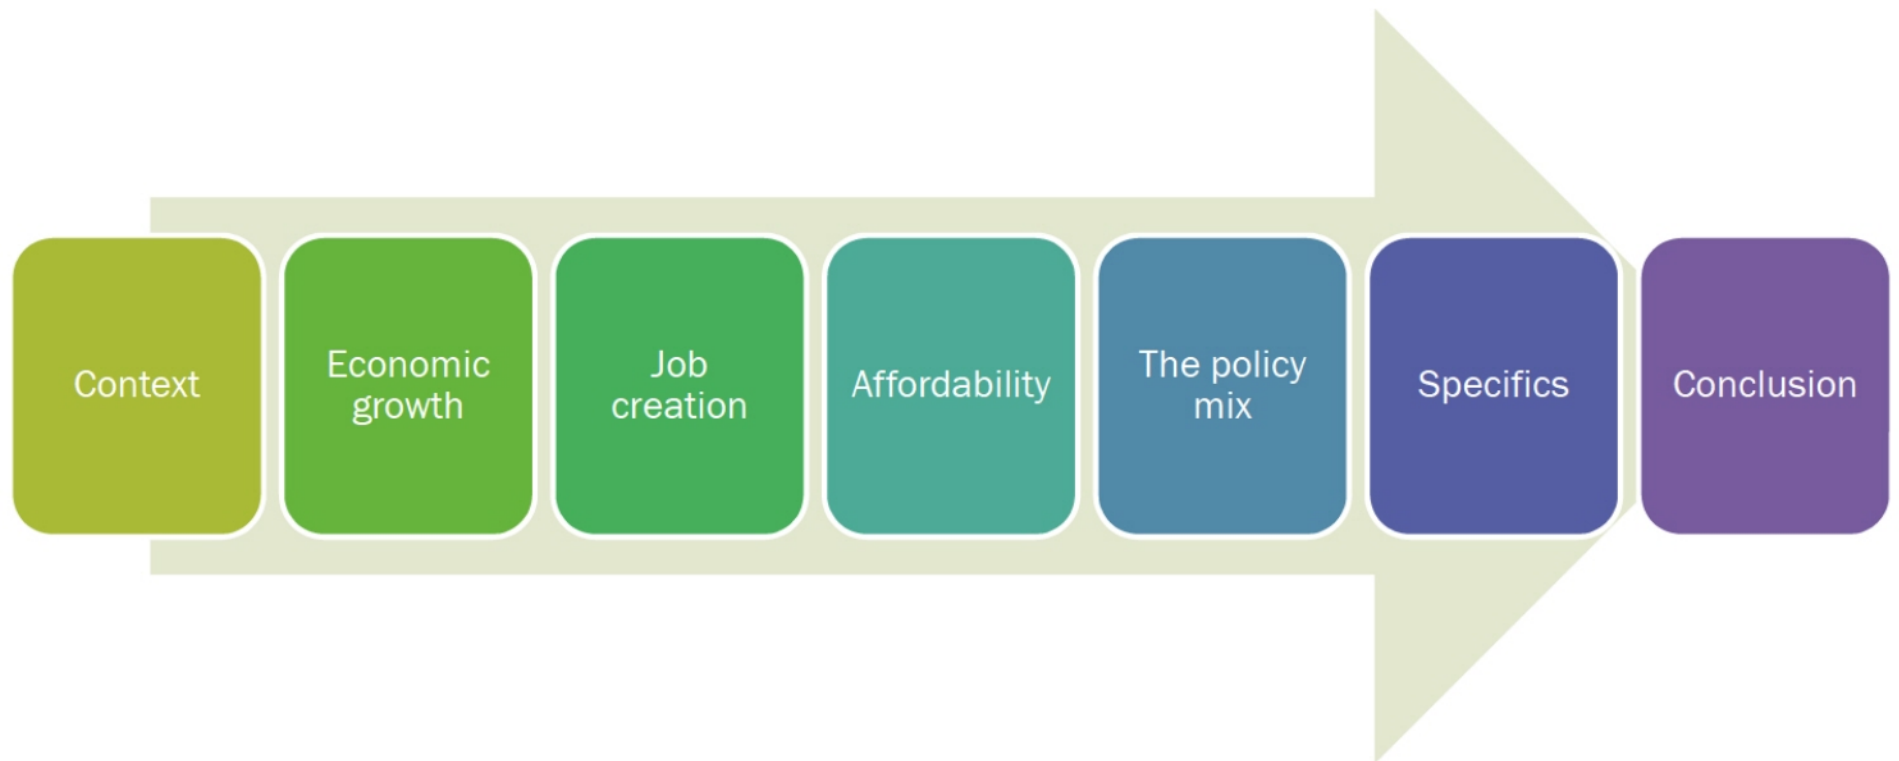 Context
Economic
growth
Job
creation
Affordability
The policy
mix
Specifics
Conclusion